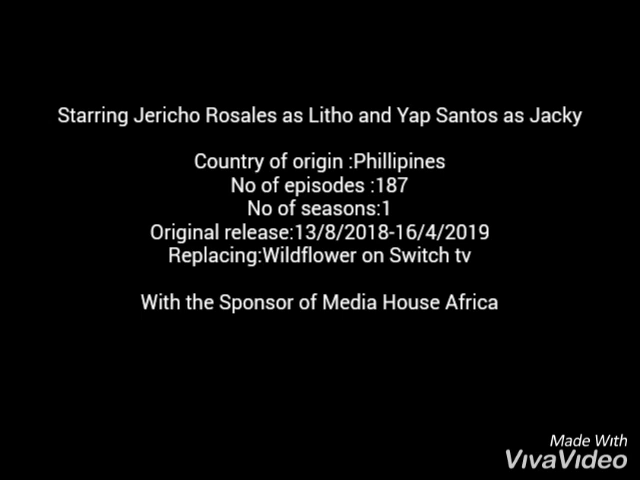 Starring Jericho Rosales as Litho and Yap Santos as Jacky
Country of origin :Phillipines
No of episodes :187
No of seasons:1
Original release:13/8/2018-16/4/2019
Replacing:Wildflower on Switch tv
With the Sponsor of Media House Africa
Made With
VivaVideo